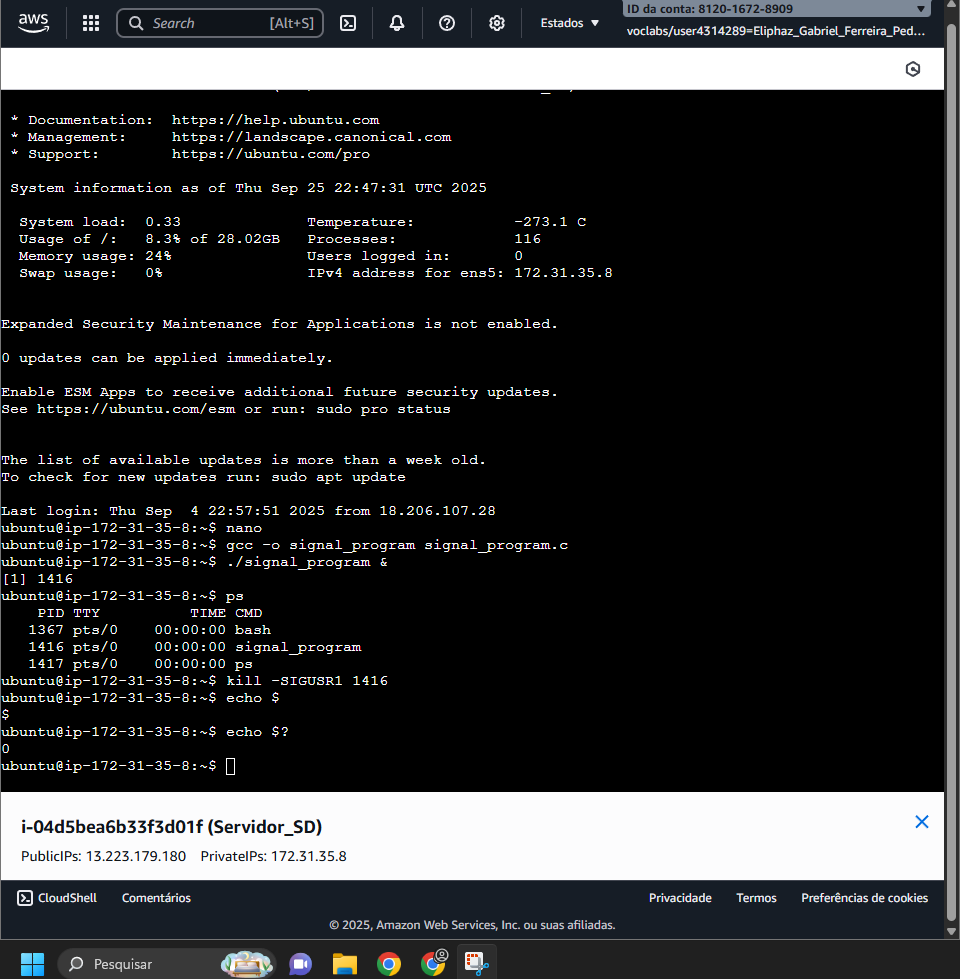 aws
Search [Alt+S]
Estados
ID da conta: 8120-1672-8909
voclabs/user4314289=Eliphaz_Gabriel_Ferreira_Ped...
* Documentation: https://help.ubuntu.com
* Management: https://landscape.canonical.com
* Support: https://ubuntu.com/pro
System information as of Thu Sep 25 22:47:31 UTC 2025
System load: 0.33 Temperature: -273.1 C
Usage of /: 8.3% of 28.02GB Processes: 116
Memory usage: 24% Users logged in: 0
Swap usage: 0% IPv4 address for ens5: 172.31.35.8
Expanded Security Maintenance for Applications is not enabled.
0 updates can be applied immediately.
Enable ESM Apps to receive additional future security updates.
See https://ubuntu.com/esm or run: sudo pro status
The list of available updates is more than a week old.
To check for new updates run: sudo apt update
Last login: Thu Sep  4 22:57:51 2025 from 18.206.107.28
ubuntu@ip-172-31-35-8:~$ nano
ubuntu@ip-172-31-35-8:~$ gcc -o signal_program signal_program.c
ubuntu@ip-172-31-35-8:~$ ./signal_program &
[1] 1416
ubuntu@ip-172-31-35-8:~$ ps
PID TTY TIME CMD
1367 pts/0 00:00:00 bash
1416 pts/0 00:00:00 signal_program
1417 pts/0 00:00:00 ps
ubuntu@ip-172-31-35-8:~$ kill -SIGUSR1 1416
ubuntu@ip-172-31-35-8:~$ echo $
$
ubuntu@ip-172-31-35-8:~$ echo $?
0
ubuntu@ip-172-31-35-8:~$
i-04d5bea6b33f3d01f (Servidor_SD)
PublicIPs: 13.223.179.180 PrivateIPs: 172.31.35.8
CloudShell Comentários Privacidade Termos Preferências de cookies
© 2025, Amazon Web Services, Inc. ou suas afiliadas.
Pesquisar